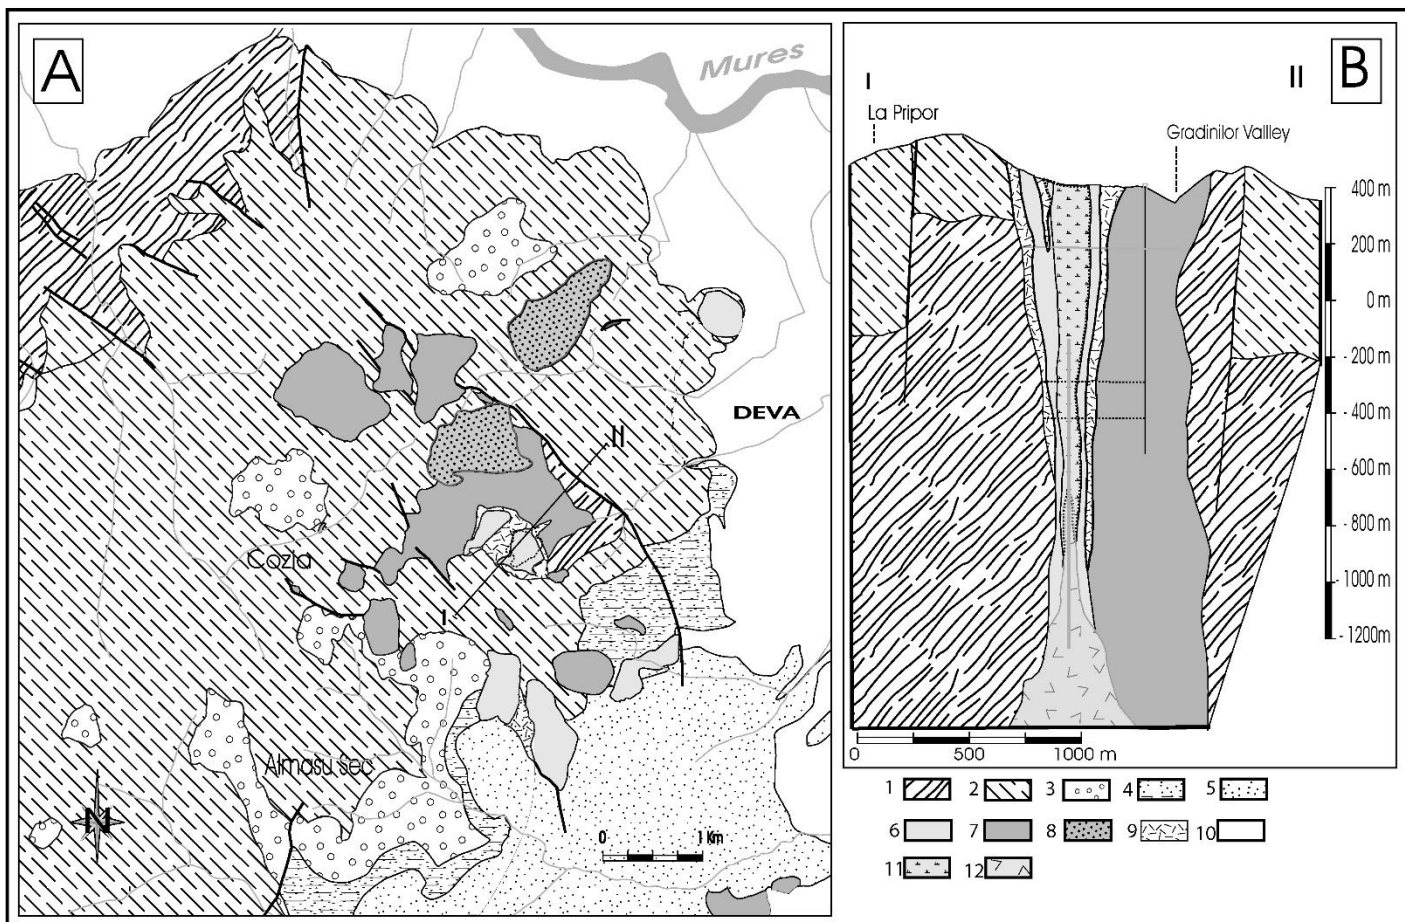 A
Mures
DEVA
II
Cozia
I
Almasu Sec
N
0 1 Km
B
I II
La Pripor
Gradinilor Vallley
400 m
200 m
0 m
- 200 m
- 400 m
- 600 m
- 800 m
- 1000 m
- 1200m
0 500 1000 m
1 2 3 4 5
6 7 8 9 10
11 12